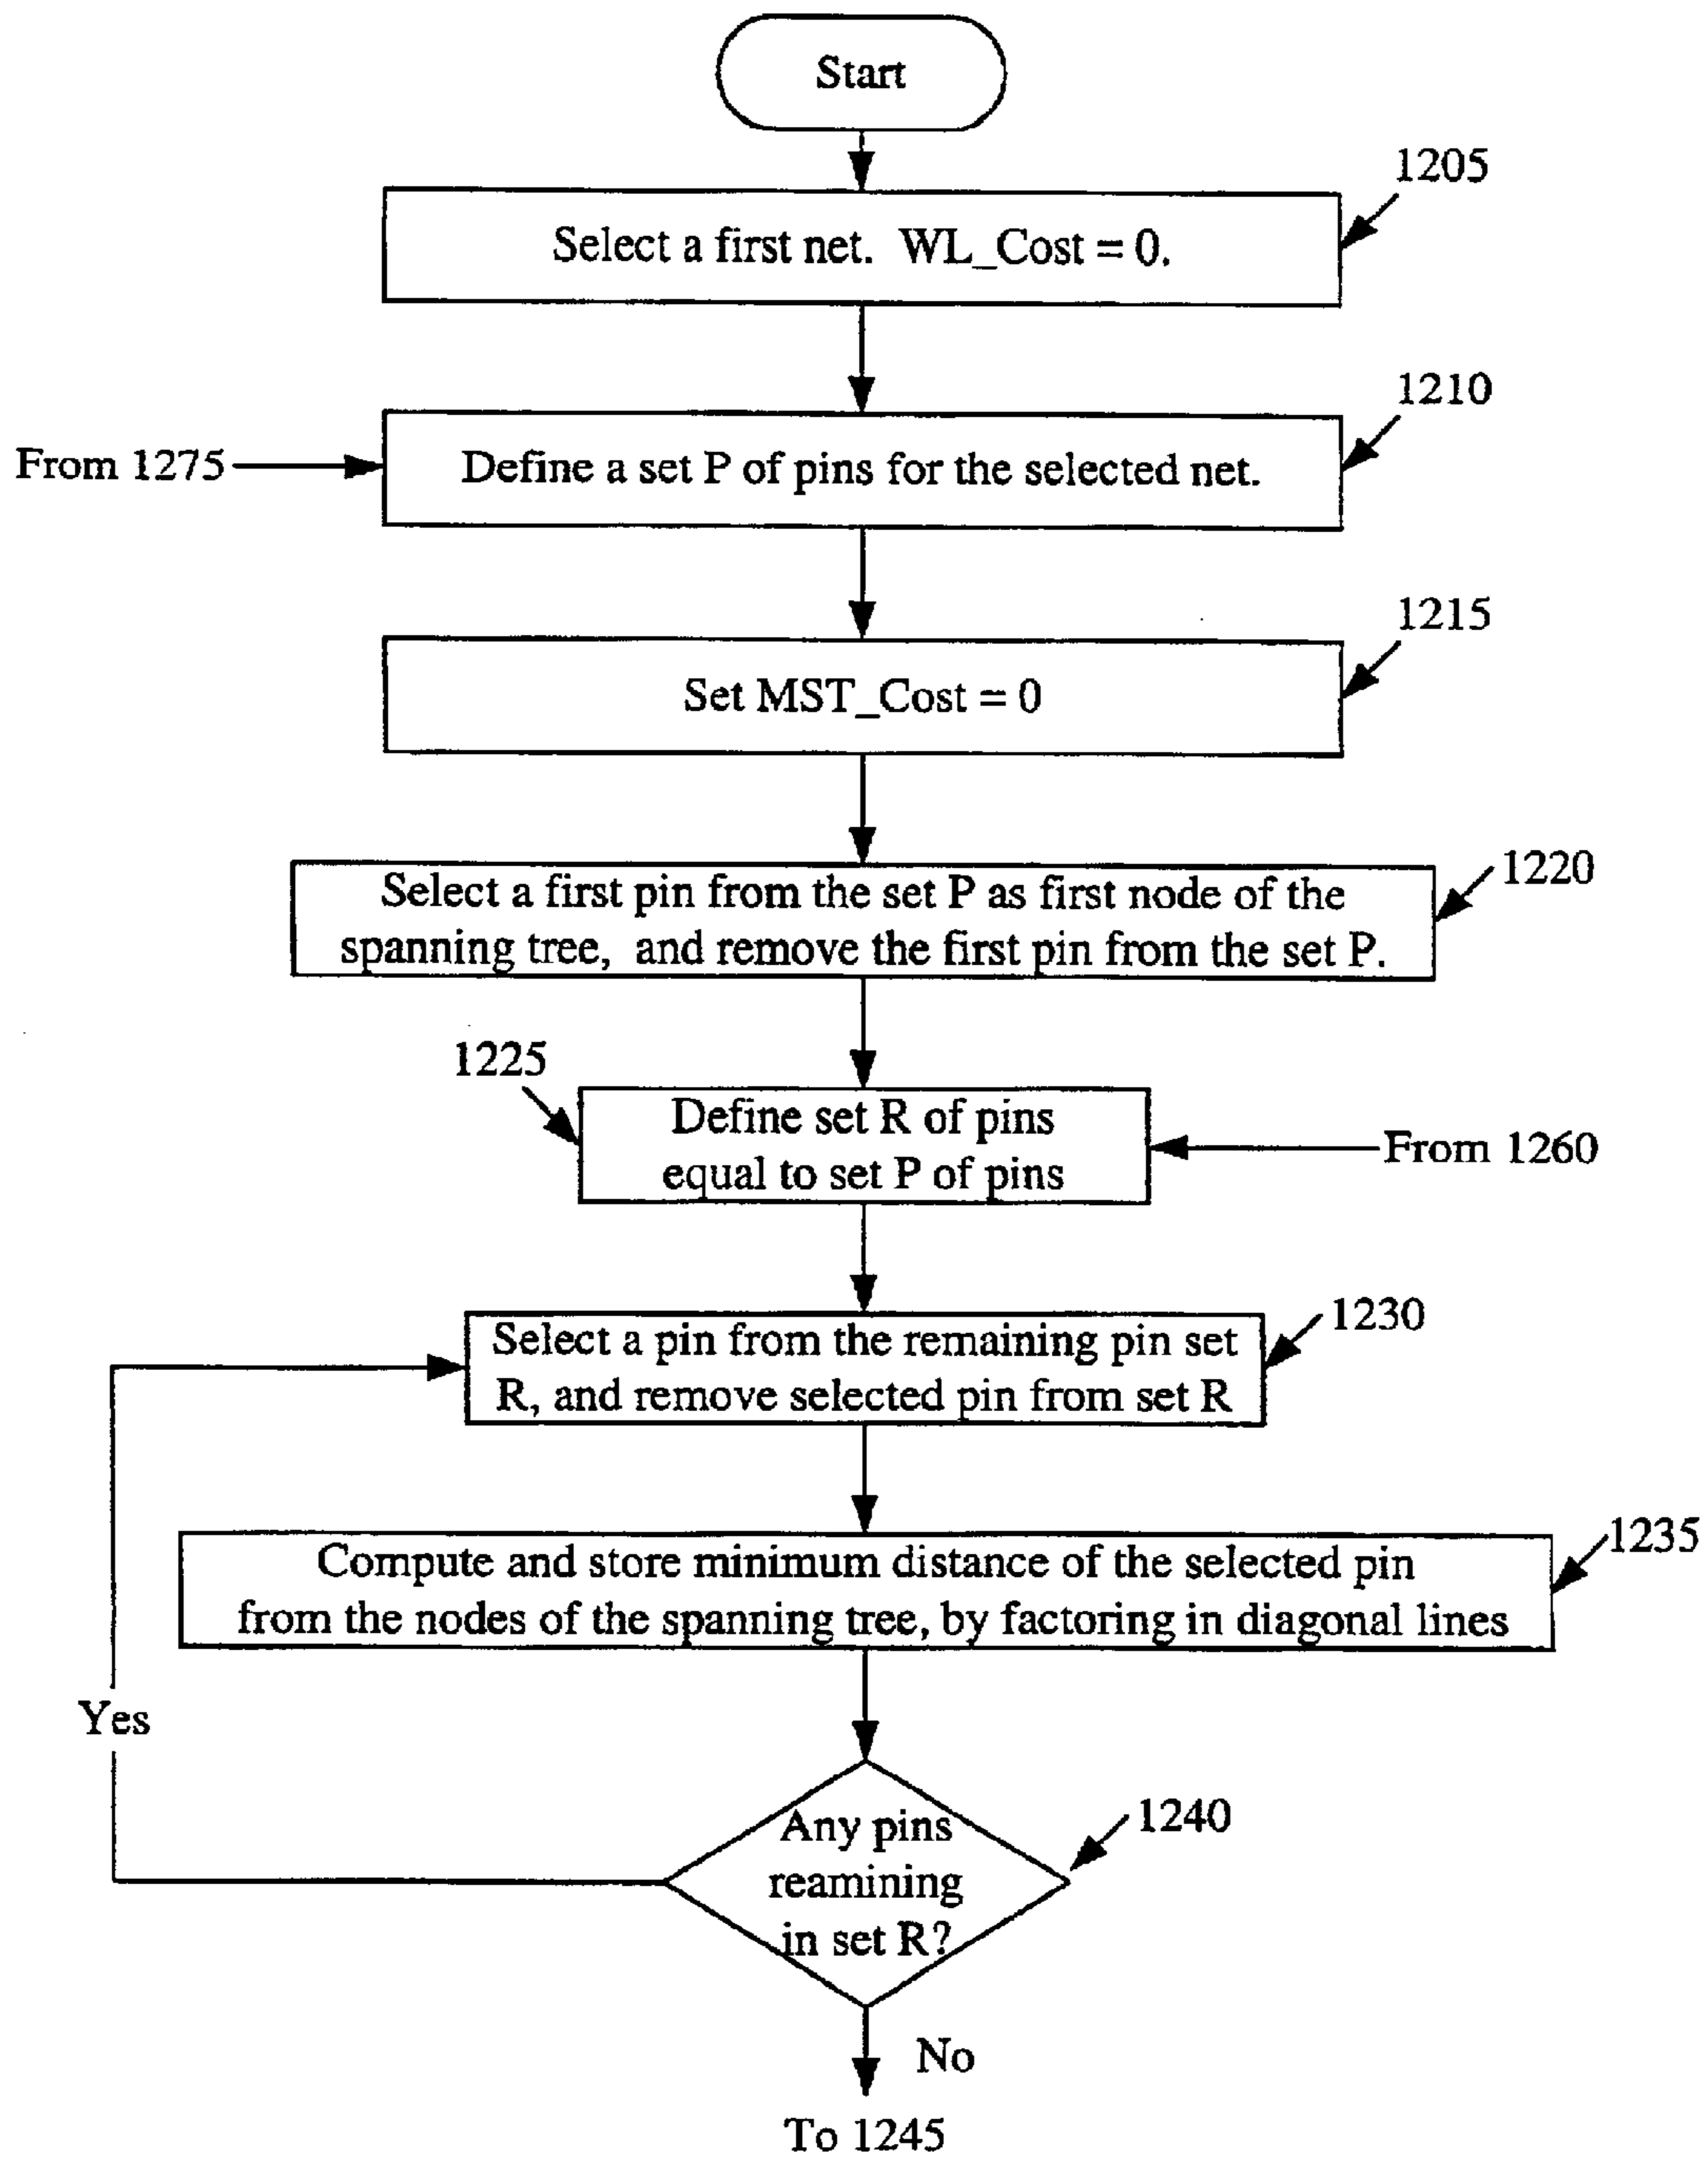 Start
1205
Select a first net. WL_Cost = 0.
1210
From 1275
Define a set P of pins for the selected net.
1215
Set MST_Cost = 0
1220
Select a first pin from the set P as first node of the
spanning tree, and remove the first pin from the set P.
1225
Define set R of pins
equal to set P of pins
From 1260
1230
Select a pin from the remaining pin set
R, and remove selected pin from set R
1235
Compute and store minimum distance of the selected pin
from the nodes of the spanning tree, by factoring in diagonal lines
Yes
1240
Any pins
reamining
in set R?
No
To 1245